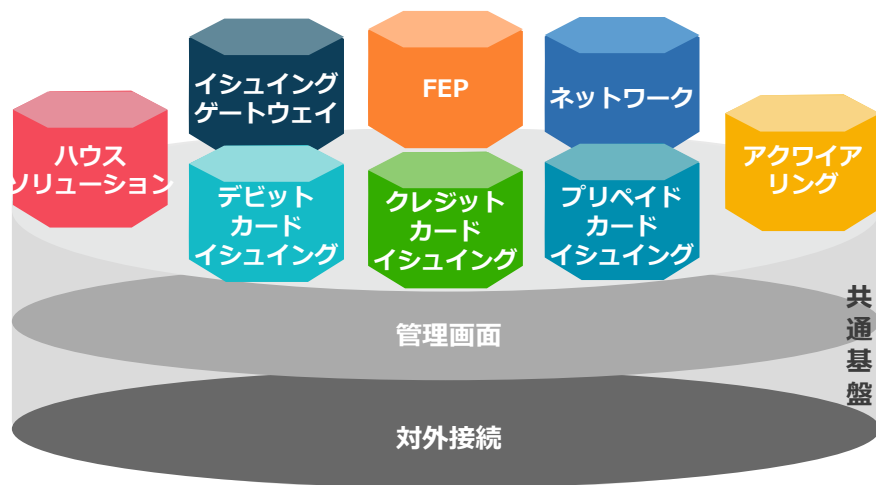 イシュイング
ゲートウェイ
FEP
ネットワーク
ハウス
ソリューション
アクワイア
リング
デビット
カード
イシュイング
クレジット
カード
イシュイング
プリペイド
カード
イシュイング
管理画面
共通基盤
対外接続